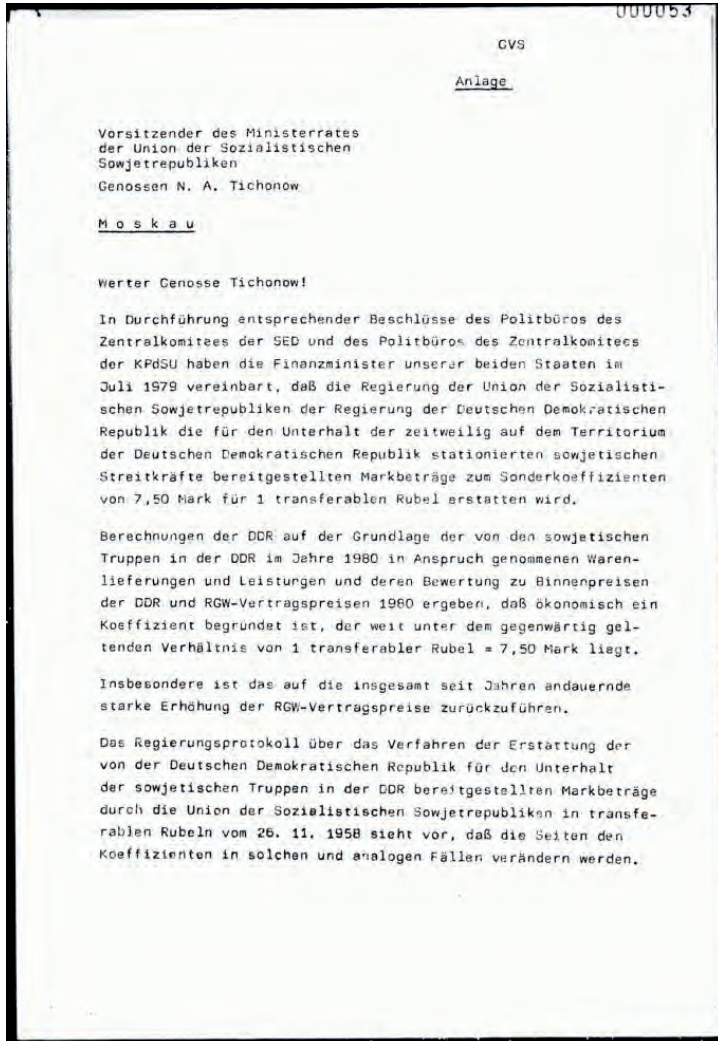 000053
GVS
Anlage
Vorsitzender des Ministerrates
der Union der Sozialistischen
Sowjetrepubliken
Genossen N. A. Tichonow
M o s k a u
Werter Genosse Tichonow!
In Durchführung entsprechender Beschlüsse des Politbüros des
Zentralkomitees der SED und des Politbüros des Zentralkomitees
der KPdSU haben die Finanzminister unserer beiden Staaten im
Juli 1979 vereinbart, daß die Regierung der Union der Sozialisti-
schen Sowjetrepubliken der Regierung der Deutschen Demokratischen
Republik die für den Unterhalt der zeitweilig auf dem Territorium
der Deutschen Demokratischen Republik stationierten sowjetischen
Streitkräfte bereitgestellten Markbeträge zum Sonderkoeffizienten
von 7,50 Mark für 1 transferablen Rubel erstatten wird.
Berechnungen der DDR auf der Grundlage der von den sowjetischen
Truppen in der DDR im Jahre 1980 in Anspruch genommenen Waren-
lieferungen und Leistungen und deren Bewertung zu Binnenpreisen
der DDR und RGW-Vertragspreisen 1980 ergeben, daß ökonomisch ein
Koeffizient begründet ist, der weit unter dem gegenwärtig gel-
tenden Verhältnis von 1 transferabler Rubel = 7,50 Mark liegt.
Insbesondere ist das auf die insgesamt seit Jahren andauernde
starke Erhöhung der RGW-Vertragspreise zurückzuführen.
Das Regierungsprotokoll über das Verfahren der Erstattung der
von der Deutschen Demokratischen Republik für den Unterhalt
der sowjetischen Truppen in der DDR bereitgestellten Markbeträge
durch die Union der Sozialistischen Sowjetrepubliken in transfe-
rablen Rubeln vom 26. 11. 1958 sieht vor, daß die Seiten den
Koeffizienten in solchen und analogen Fällen verändern werden.